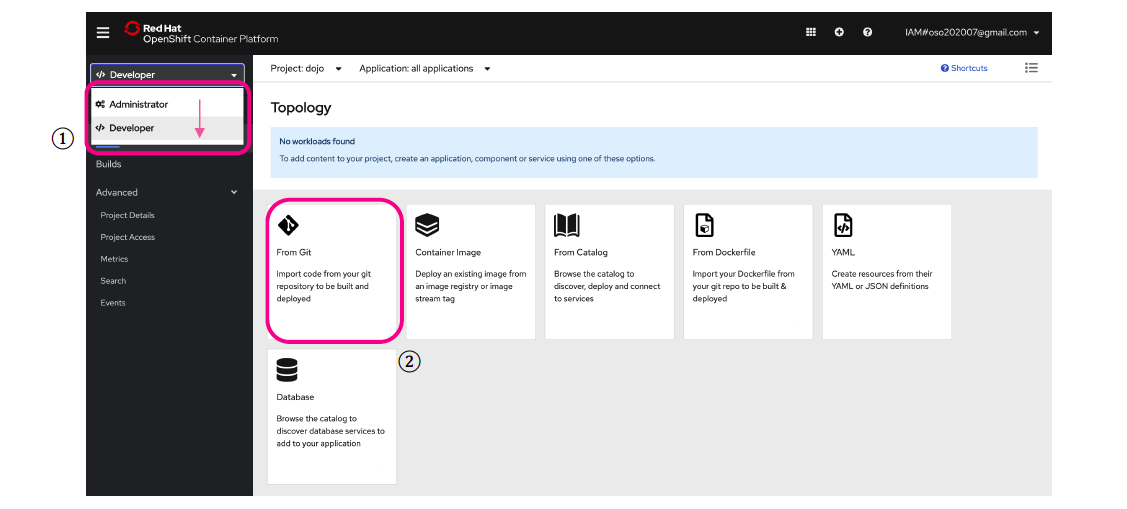 Red Hat
OpenShift Container Platform
IAM#oso202007@gmail.com
Developer
Project: dojo
Application: all applications
Shortcuts
Administrator
Developer
①
Topology
No workloads found
To add content to your project, create an application, component or service using one of these options.
Builds
Advanced
Project Details
Project Access
Metrics
Search
Events
From Git
Import code from your git
repository to be built and
deployed
Container Image
Deploy an existing image from
an image registry or image
stream tag
From Catalog
Browse the catalog to
discover, deploy and connect
to services
From Dockerfile
Import your Dockerfile from
your git repo to be built &
deployed
YAML
Create resources from their
YAML or JSON definitions
②
Database
Browse the catalog to
discover database services to
add to your application